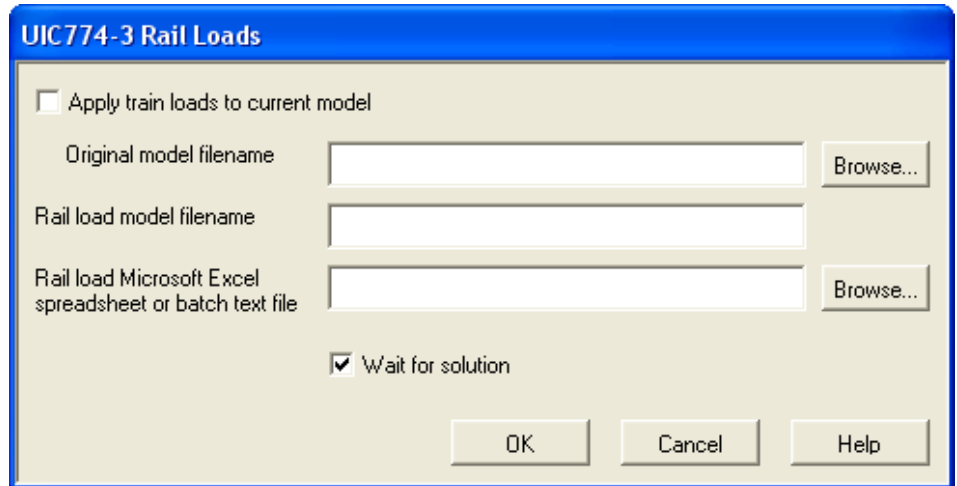 UIC774-3 Rail Loads
Apply train loads to current model
Original model filename
Browse...
Rail load model filename
Rail load Microsoft Excel
spreadsheet or batch text file
Browse...
Wait for solution
OK Cancel Help